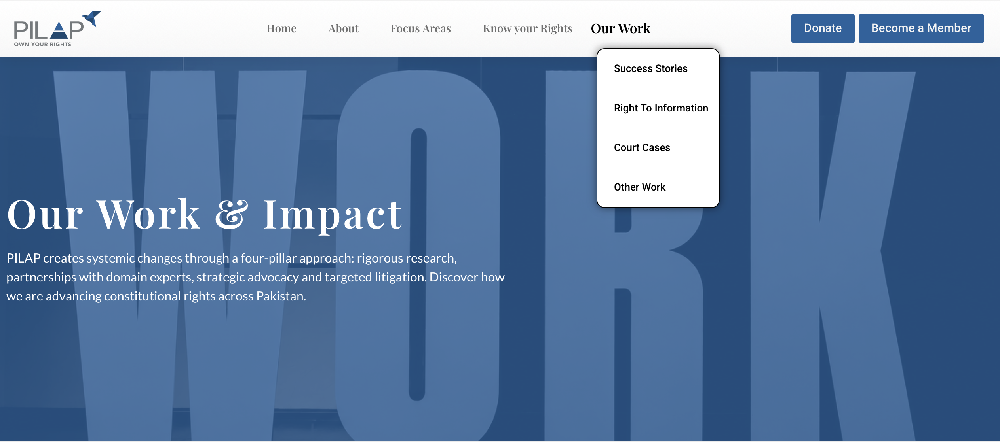 PILAP
OWN YOUR RIGHTS
Home
About
Focus Areas
Know your Rights
Our Work
Donate
Become a Member
Success Stories
Right To Information
Court Cases
Other Work
WORK
Our Work & Impact
PILAP creates systemic changes through a four-pillar approach: rigorous research,
partnerships with domain experts, strategic advocacy and targeted litigation. Discover how
we are advancing constitutional rights across Pakistan.